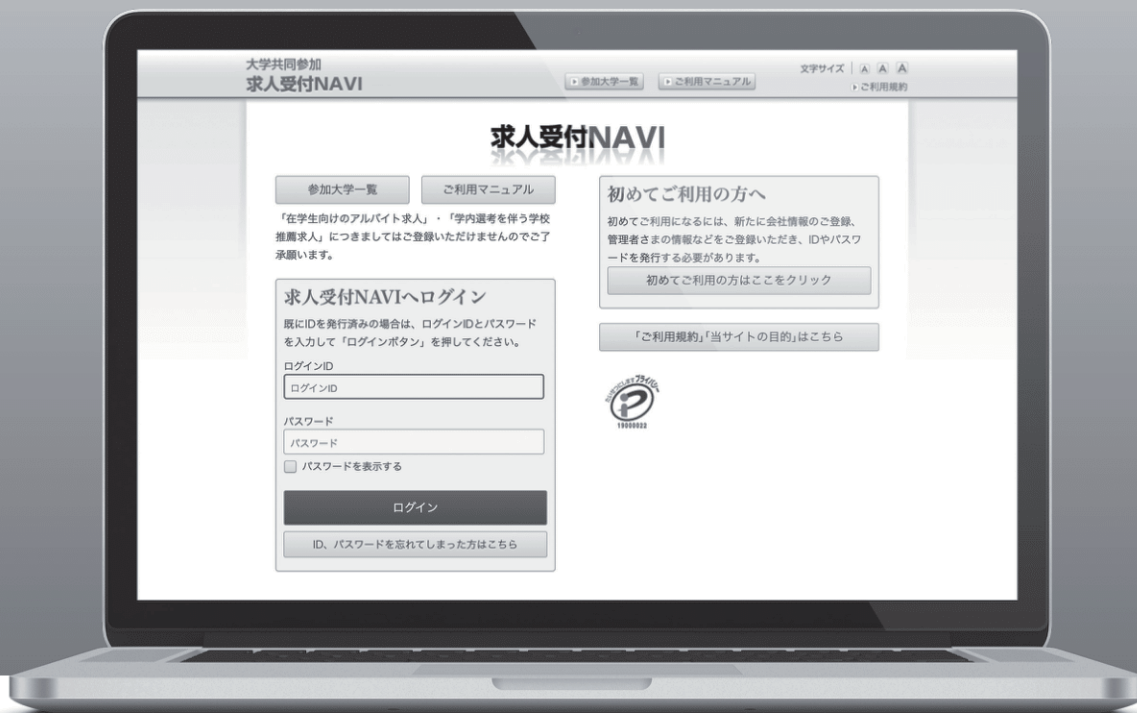 大学共同参加
求人受付NAVI
参加大学一覧
ご利用マニュアル
文字サイズ A A A
ご利用規約
求人受付NAVI
参加大学一覧
ご利用マニュアル
「在学生向けのアルバイト求人」・「学内選考を伴う学校
推薦求人」につきましてはご登録いただけませんのでご了
承願います。
求人受付NAVIへログイン
既にIDを発行済みの場合は、ログインIDとパスワード
を入力して「ログインボタン」を押してください。
ログインID
ログインID
パスワード
パスワード
パスワードを表示する
ログイン
ID、パスワードを忘れてしまった方はこちら
初めてご利用の方へ
初めてご利用になるには、新たに会社情報のご登録、
管理者さまの情報などをご登録いただき、IDやパスワ
ードを発行する必要があります。
初めてご利用の方はここをクリック
「ご利用規約」「当サイトの目的」はこちら
たいせつにしますプライバシー